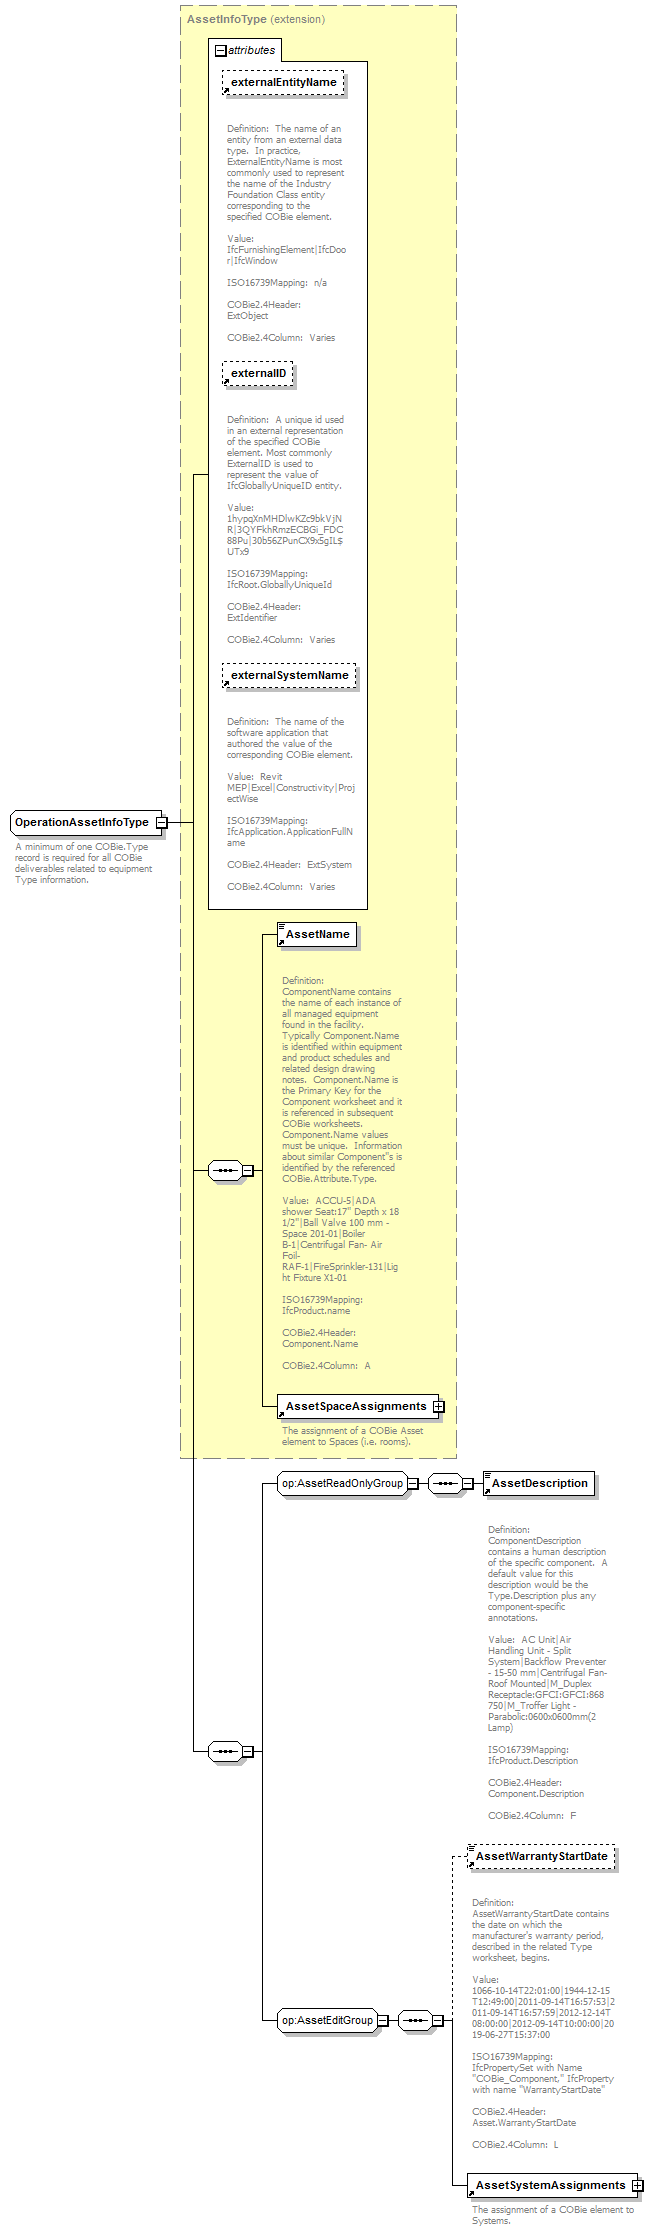 AssetInfoType (extension)
attributes
externalEntityName
Definition:  The name of an
entity from an external data
type.  In practice,
ExternalEntityName is most
commonly used to represent
the name of the Industry
Foundation Class entity
corresponding to the
specified COBie element.
Value:
IfcFurnishingElement|IfcDoo
r|IfcWindow
ISO16739Mapping:  n/a
COBie2.4Header:
ExtObject
COBie2.4Column:  Varies
externalID
Definition:  A unique id used
in an external representation
of the specified COBie
element. Most commonly
ExternalID is used to
represent the value of
IfcGloballyUniqueID entity.
Value:
1hypqXnMHDlwKZc9bkVjN
R|3QYFkhRmzECBGi_FDC
88Pu|30b56ZPunCX9x5gIL$
UTx9
ISO16739Mapping:
IfcRoot.GloballyUniqueId
COBie2.4Header:
ExtIdentifier
COBie2.4Column:  Varies
externalSystemName
Definition:  The name of the
software application that
authored the value of the
corresponding COBie element.
Value:  Revit
MEP|Excel|Constructivity|Proj
ectWise
ISO16739Mapping:
IfcApplication.ApplicationFullN
ame
COBie2.4Header:  ExtSystem
COBie2.4Column:  Varies
OperationAssetInfoType
A minimum of one COBie.Type
record is required for all COBie
deliverables related to equipment
Type information.
AssetName
Definition:
ComponentName contains
the name of each instance of
all managed equipment
found in the facility.
Typically Component.Name
is identified within equipment
and product schedules and
related design drawing
notes.  Component.Name is
the Primary Key for the
Component worksheet and it
is referenced in subsequent
COBie worksheets.
Component.Name values
must be unique.  Information
about similar Component"s is
identified by the referenced
COBie.Attribute.Type.
Value:  ACCU-5|ADA
shower Seat:17" Depth x 18
1/2"|Ball Valve 100 mm -
Space 201-01|Boiler
B-1|Centrifugal Fan- Air
Foil-
RAF-1|FireSprinkler-131|Lig
ht Fixture X1-01
ISO16739Mapping:
IfcProduct.name
COBie2.4Header:
Component.Name
COBie2.4Column:  A
AssetSpaceAssignments
The assignment of a COBie Asset
element to Spaces (i.e. rooms).
op:AssetReadOnlyGroup
AssetDescription
Definition:
ComponentDescription
contains a human description
of the specific component.  A
default value for this
description would be the
Type.Description plus any
component-specific
annotations.
Value:  AC Unit|Air
Handling Unit - Split
System|Backflow Preventer
- 15-50 mm|Centrifugal Fan-
Roof Mounted|M_Duplex
Receptacle:GFCI:GFCI:868
750|M_Troffer Light -
Parabolic:0600x0600mm(2
Lamp)
ISO16739Mapping:
IfcProduct.Description
COBie2.4Header:
Component.Description
COBie2.4Column:  F
AssetWarrantyStartDate
Definition:
AssetWarrantyStartDate contains
the date on which the
manufacturer's warranty period,
described in the related Type
worksheet, begins.
Value:
1066-10-14T22:01:00|1944-12-15
T12:49:00|2011-09-14T16:57:53|2
011-09-14T16:57:59|2012-12-14T
08:00:00|2012-09-14T10:00:00|20
19-06-27T15:37:00
ISO16739Mapping:
IfcPropertySet with Name
"COBie_Component," IfcProperty
with name "WarrantyStartDate"
COBie2.4Header:
Asset.WarrantyStartDate
COBie2.4Column:  L
op:AssetEditGroup
AssetSystemAssignments
The assignment of a COBie element to
Systems.